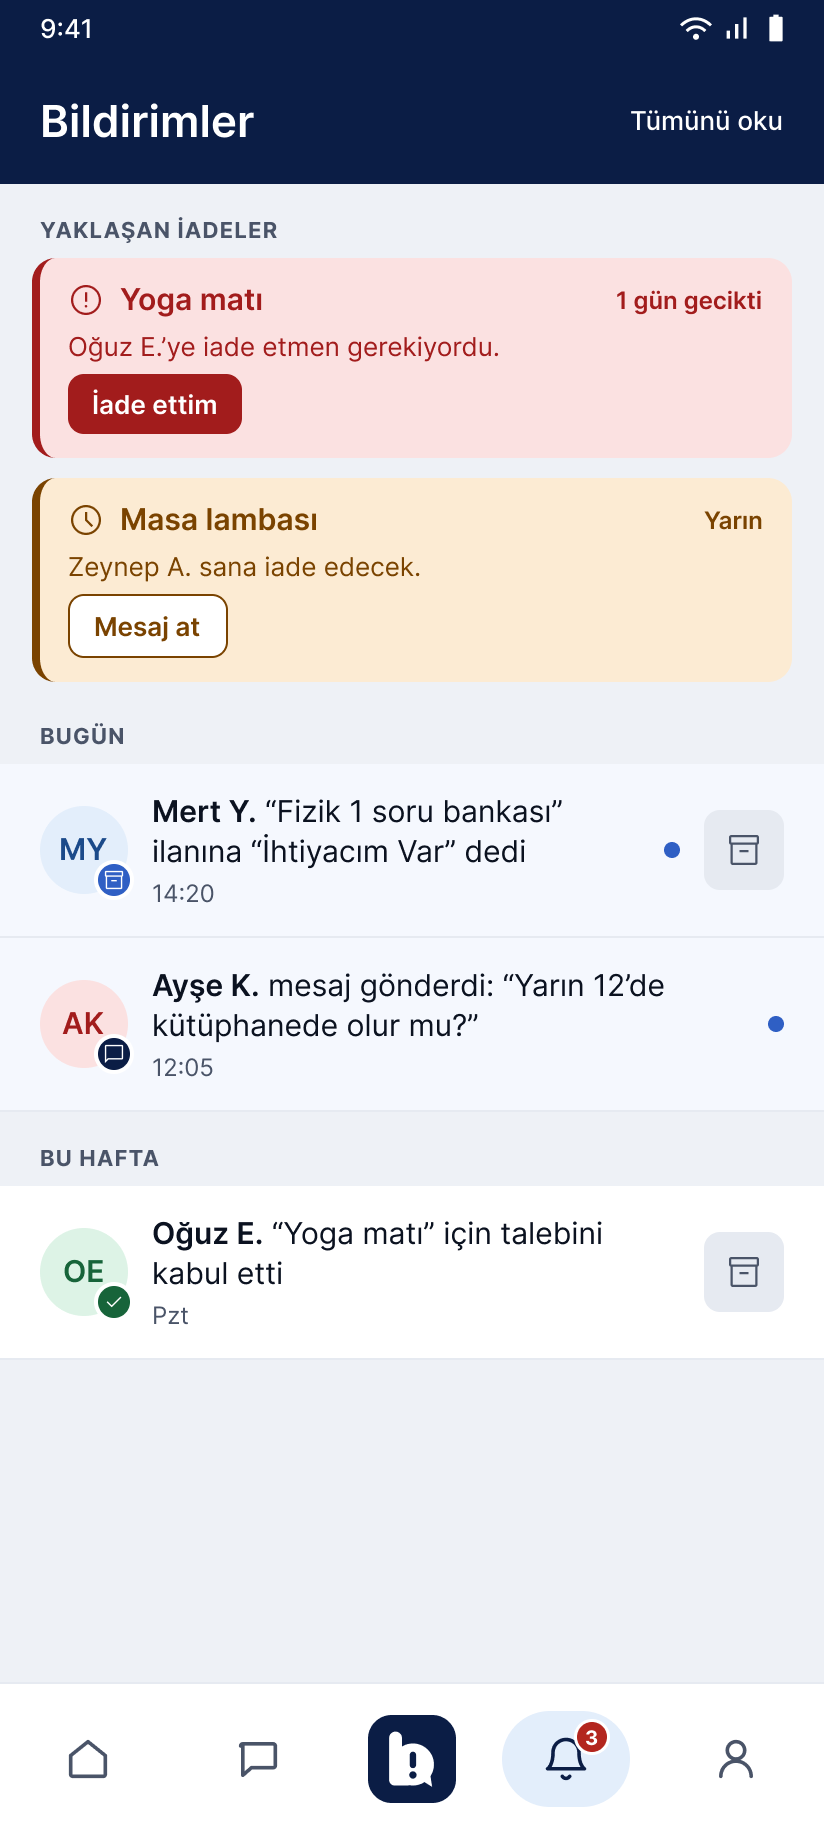 9:41
Bildirimler
Tümünü oku
YAKLAŞAN İADELER
Yoga matı
1 gün gecikti
Oğuz E.’ye iade etmen gerekiyordu.
İade ettim
Masa lambası
Yarın
Zeynep A. sana iade edecek.
Mesaj at
BUGÜN
MY
Mert Y. “Fizik 1 soru bankası”
ilanına “İhtiyacım Var” dedi
14:20
AK
Ayşe K. mesaj gönderdi: “Yarın 12’de
kütüphanede olur mu?”
12:05
BU HAFTA
OE
Oğuz E. “Yoga matı” için talebini
kabul etti
Pzt
b!
3